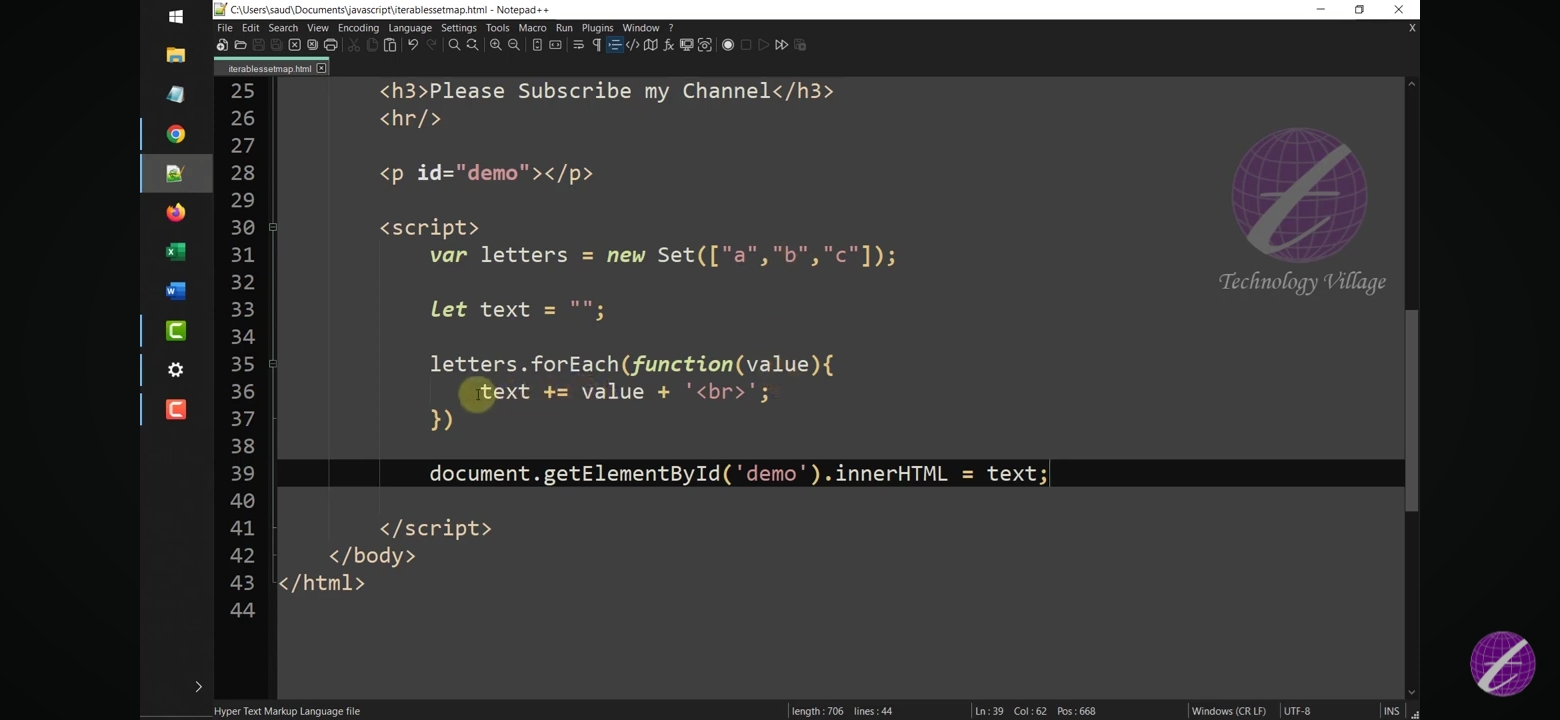 C:\Users\saud\Documents\javascript\iterablessetmap.html - Notepad++
File Edit Search View Encoding Language Settings Tools Macro Run Plugins Window ? X
iterablessetmap.html
25 <h3>Please Subscribe my Channel</h3>
26 <hr/>
27
28 <p id="demo"></p>
29
30 <script>
31 var letters = new Set(["a","b","c"]);
32
33 let text = "";
34
35 letters.forEach(function(value){
36 text += value + '<br>';
37 })
38
39 document.getElementById('demo').innerHTML = text;
40
41 </script>
42 </body>
43 </html>
44
Technology Village
Hyper Text Markup Language file length : 706 lines : 44 Ln : 39 Col : 62 Pos : 668 Windows (CR LF) UTF-8 INS